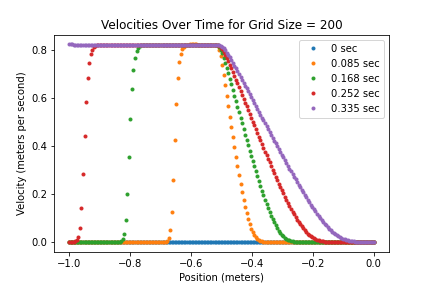 Velocities Over Time for Grid Size = 200
Velocity (meters per second)
0.8
0.6
0.4
0.2
0.0
0 sec
0.085 sec
0.168 sec
0.252 sec
0.335 sec
−1.0 −0.8 −0.6 −0.4 −0.2 0.0
Position (meters)